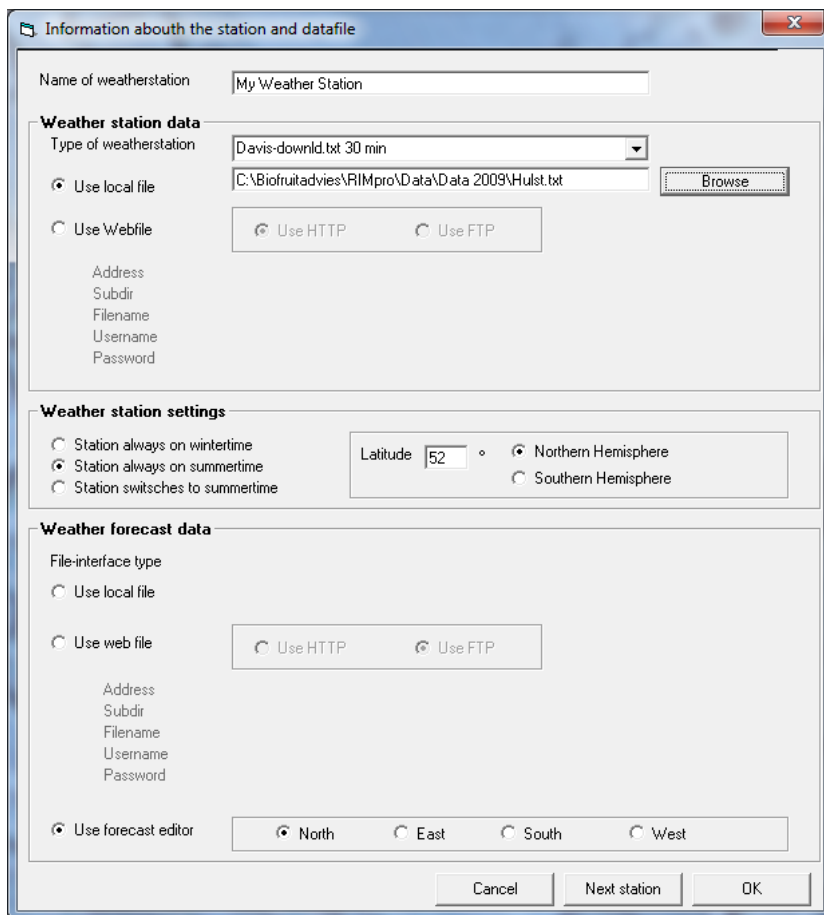 Information abouth the station and datafile
Name of weatherstation My Weather Station
Weather station data
Type of weatherstation Davis-downld.txt 30 min
Use local file C:\Biofruitadvies\RIMpro\Data\Data 2009\Hulst.txt Browse
Use Webfile Use HTTP Use FTP
Address
Subdir
Filename
Username
Password
Weather station settings
Station always on wintertime
Station always on summertime
Station switsches to summertime
Latitude 52 ° Northern Hemisphere
Southern Hemisphere
Weather forecast data
File-interface type
Use local file
Use web file Use HTTP Use FTP
Address
Subdir
Filename
Username
Password
Use forecast editor North East South West
Cancel Next station OK